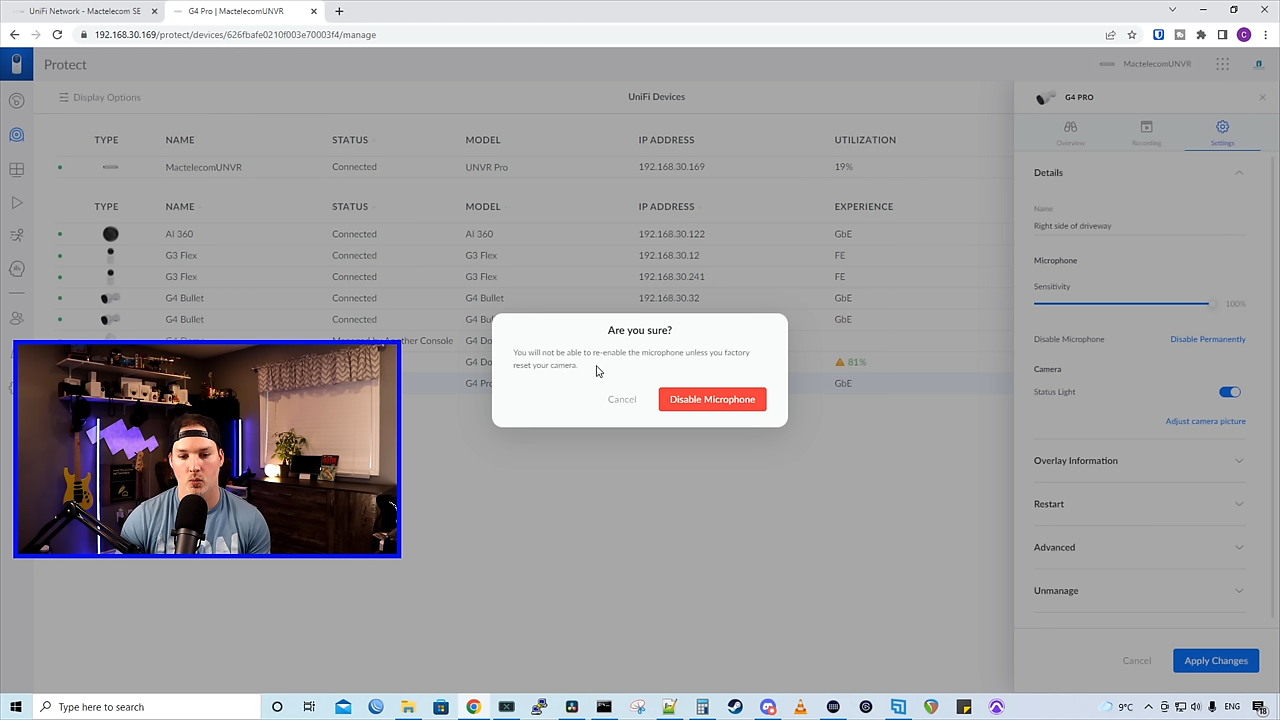 UniFi Network - Mactelecom SE
G4 Pro | MactelecomUNVR
192.168.30.169/protect/devices/626fbafe0210f003e70003f4/manage
C
Protect
MactelecomUNVR
Display Options
UniFi Devices
TYPE NAME STATUS MODEL IP ADDRESS UTILIZATION
MactelecomUNVR Connected UNVR Pro 192.168.30.169 19%
TYPE NAME STATUS MODEL IP ADDRESS EXPERIENCE
AI 360 Connected AI 360 192.168.30.122 GbE
G3 Flex Connected G3 Flex 192.168.30.12 FE
G3 Flex Connected G3 Flex 192.168.30.241 FE
G4 Bullet Connected G4 Bullet 192.168.30.32 GbE
G4 Bullet Connected G4 Bu GbE
Managed by Another Console
G4 Do 81%
G4 Pro GbE
Are you sure?
You will not be able to re-enable the microphone unless you factory
reset your camera.
Cancel Disable Microphone
G4 PRO
Overview Recording Settings
Details
Name
Right side of driveway
Microphone
Sensitivity
100%
Disable Microphone Disable Permanently
Camera
Status Light
Adjust camera picture
Overlay Information
Restart
Advanced
Unmanage
Cancel Apply Changes
Type here to search
9°C
ENG
18